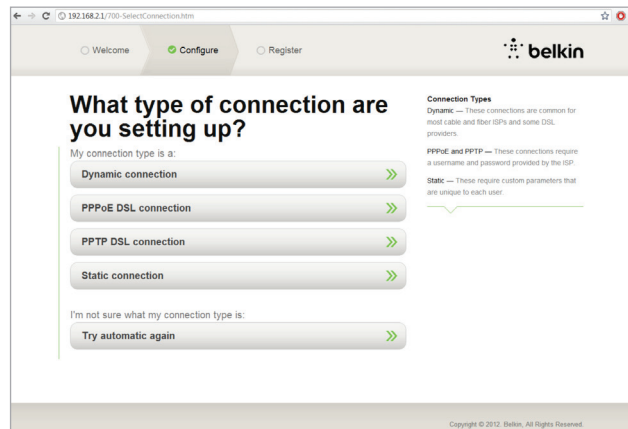 192.168.2.1/700-SelectConnection.htm
Welcome
Configure
Register
belkin
What type of connection are
you setting up?
My connection type is a:
Dynamic connection
PPPoE DSL connection
PPTP DSL connection
Static connection
I'm not sure what my connection type is:
Try automatic again
Connection Types
Dynamic — These connections are common for
most cable and fiber ISPs and some DSL
providers.
PPPoE and PPTP — These connections require
a username and password provided by the ISP.
Static — These require custom parameters that
are unique to each user.
Copyright © 2012. Belkin, All Rights Reserved.